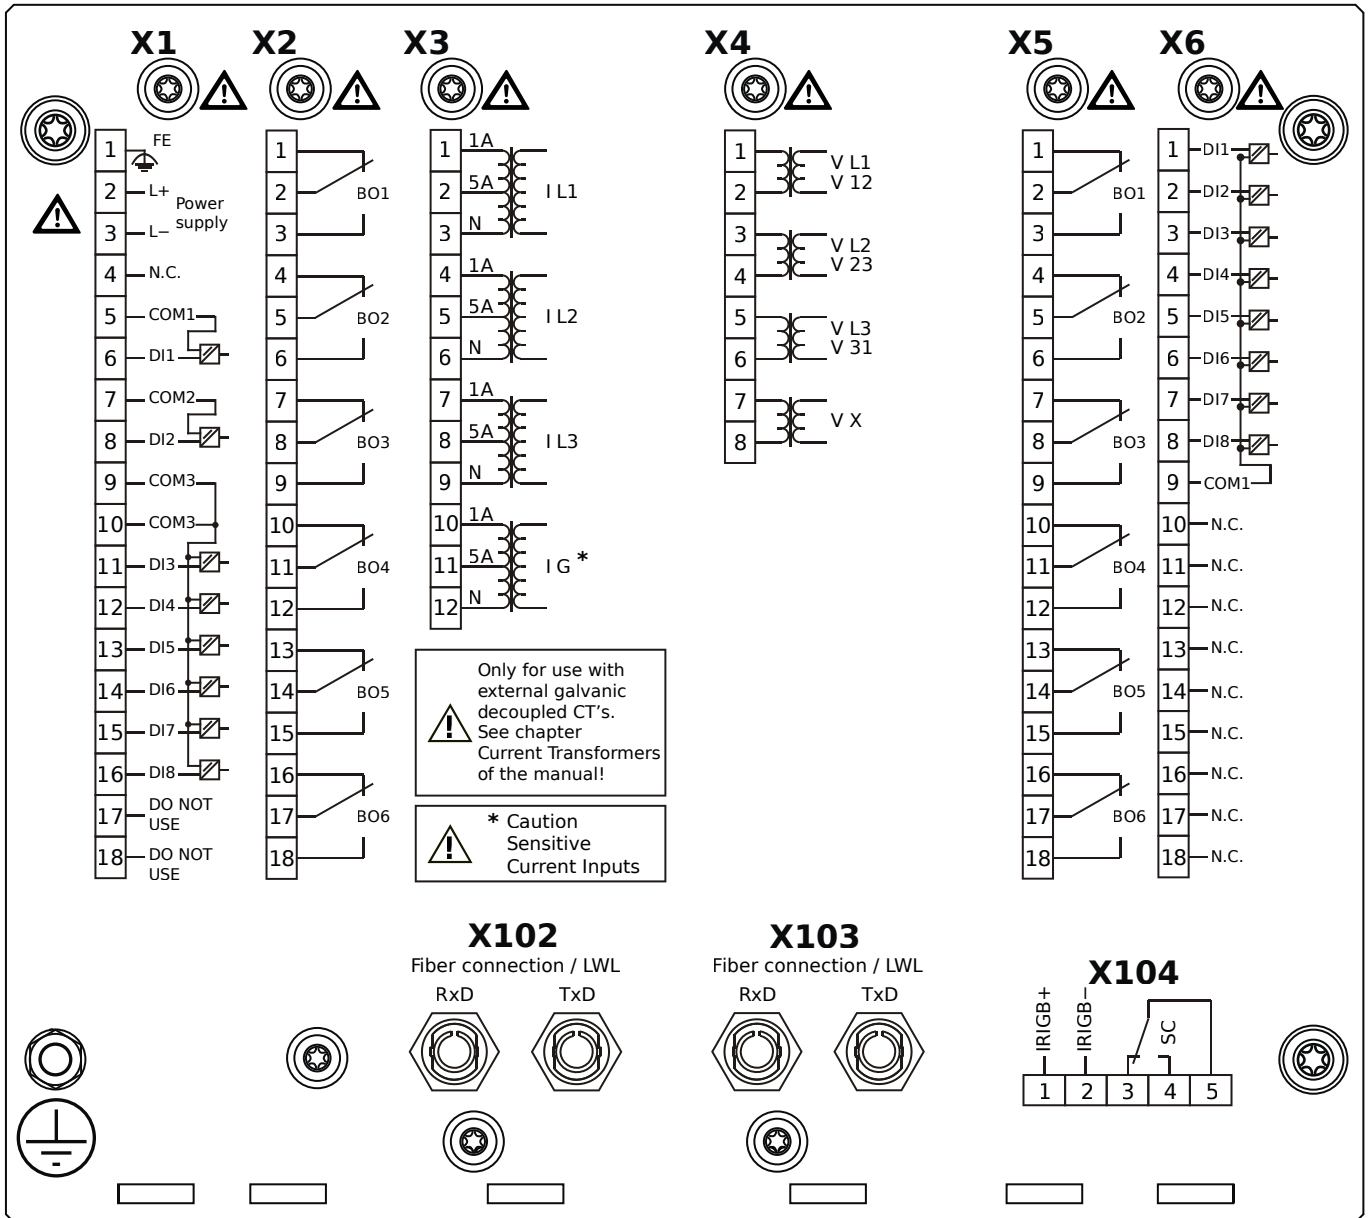 X1 X2 X3 X4 X5 X6
1 FE
2 L+
Power
supply
3 L−
4 N.C.
5 COM1
6 DI1
7 COM2
8 DI2
9 COM3
10 COM3
11 DI3
12 DI4
13 DI5
14 DI6
15 DI7
16 DI8
17 DO NOT
USE
18 DO NOT
USE
1
2 BO1
3
4
5 BO2
6
7
8 BO3
9
10
11 BO4
12
13
14 BO5
15
16
17 BO6
18
1 1A
2 5A I L1
3 N
4 1A
5 5A I L2
6 N
7 1A
8 5A I L3
9 N
10 1A
11 5A I G *
12 N
Only for use with
external galvanic
decoupled CT's.
See chapter
Current Transformers
of the manual!
* Caution
Sensitive
Current Inputs
1 V L1
2 V 12
3 V L2
4 V 23
5 V L3
6 V 31
7 V X
8
1
2 BO1
3
4
5 BO2
6
7
8 BO3
9
10
11 BO4
12
13
14 BO5
15
16
17 BO6
18
1 DI1
2 DI2
3 DI3
4 DI4
5 DI5
6 DI6
7 DI7
8 DI8
9 COM1
10 N.C.
11 N.C.
12 N.C.
13 N.C.
14 N.C.
15 N.C.
16 N.C.
17 N.C.
18 N.C.
X102
Fiber connection / LWL
RxD TxD
X103
Fiber connection / LWL
RxD TxD
X104
IRIGB+ IRIGB− SC
1 2 3 4 5